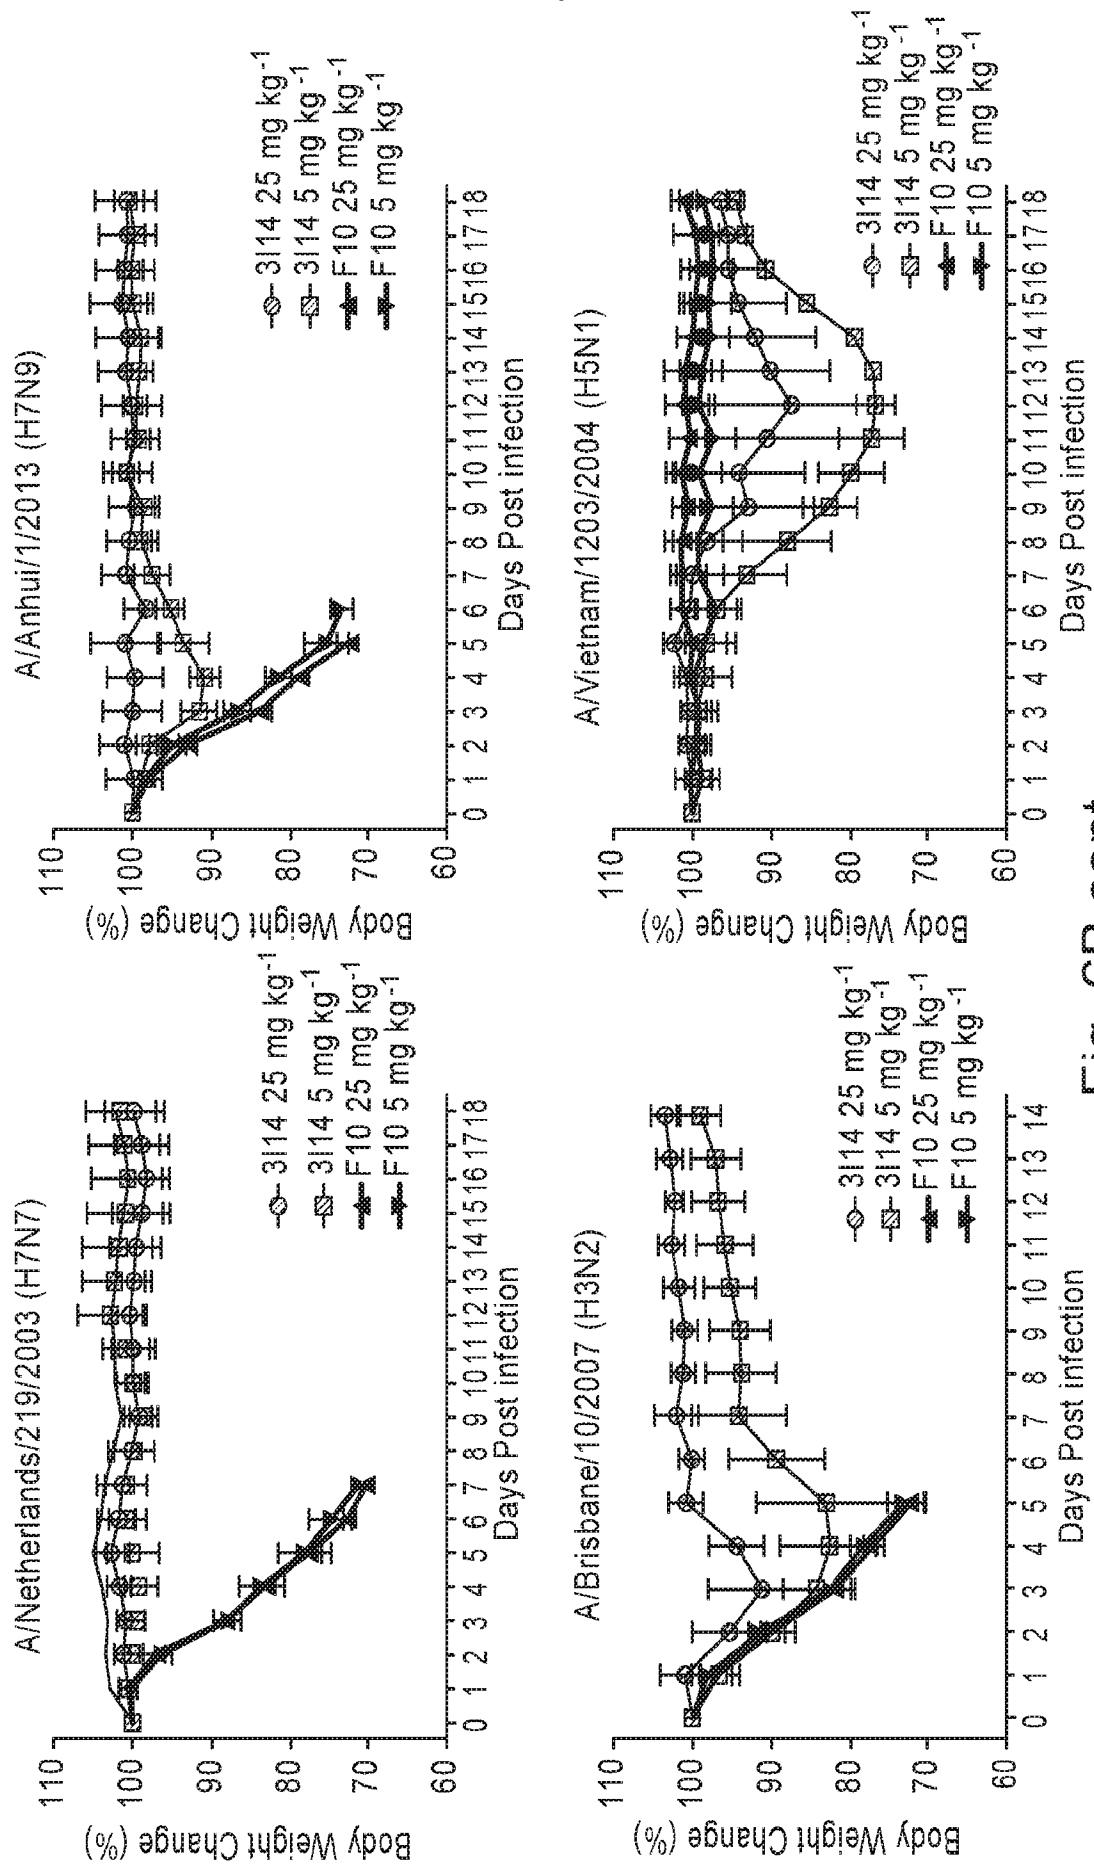 A/Netherlands/219/2003 (H7N7)
Body Weight Change (%)
110
100
90
80
70
60
0 1 2 3 4 5 6 7 8 9 10 11 12 13 14 15 16 17 18
Days Post infection
3I14 25 mg kg-1
3I14 5 mg kg-1
F10 25 mg kg-1
F10 5 mg kg-1
A/Anhui/1/2013 (H7N9)
Body Weight Change (%)
110
100
90
80
70
60
0 1 2 3 4 5 6 7 8 9 10 11 12 13 14 15 16 17 18
Days Post infection
3I14 25 mg kg-1
3I14 5 mg kg-1
F10 25 mg kg-1
F10 5 mg kg-1
A/Brisbane/10/2007 (H3N2)
Body Weight Change (%)
110
100
90
80
70
60
0 1 2 3 4 5 6 7 8 9 10 11 12 13 14
Days Post infection
3I14 25 mg kg-1
3I14 5 mg kg-1
F10 25 mg kg-1
F10 5 mg kg-1
A/Vietnam/1203/2004 (H5N1)
Body Weight Change (%)
110
100
90
80
70
60
0 1 2 3 4 5 6 7 8 9 10 11 12 13 14 15 16 17 18
Days Post infection
3I14 25 mg kg-1
3I14 5 mg kg-1
F10 25 mg kg-1
F10 5 mg kg-1